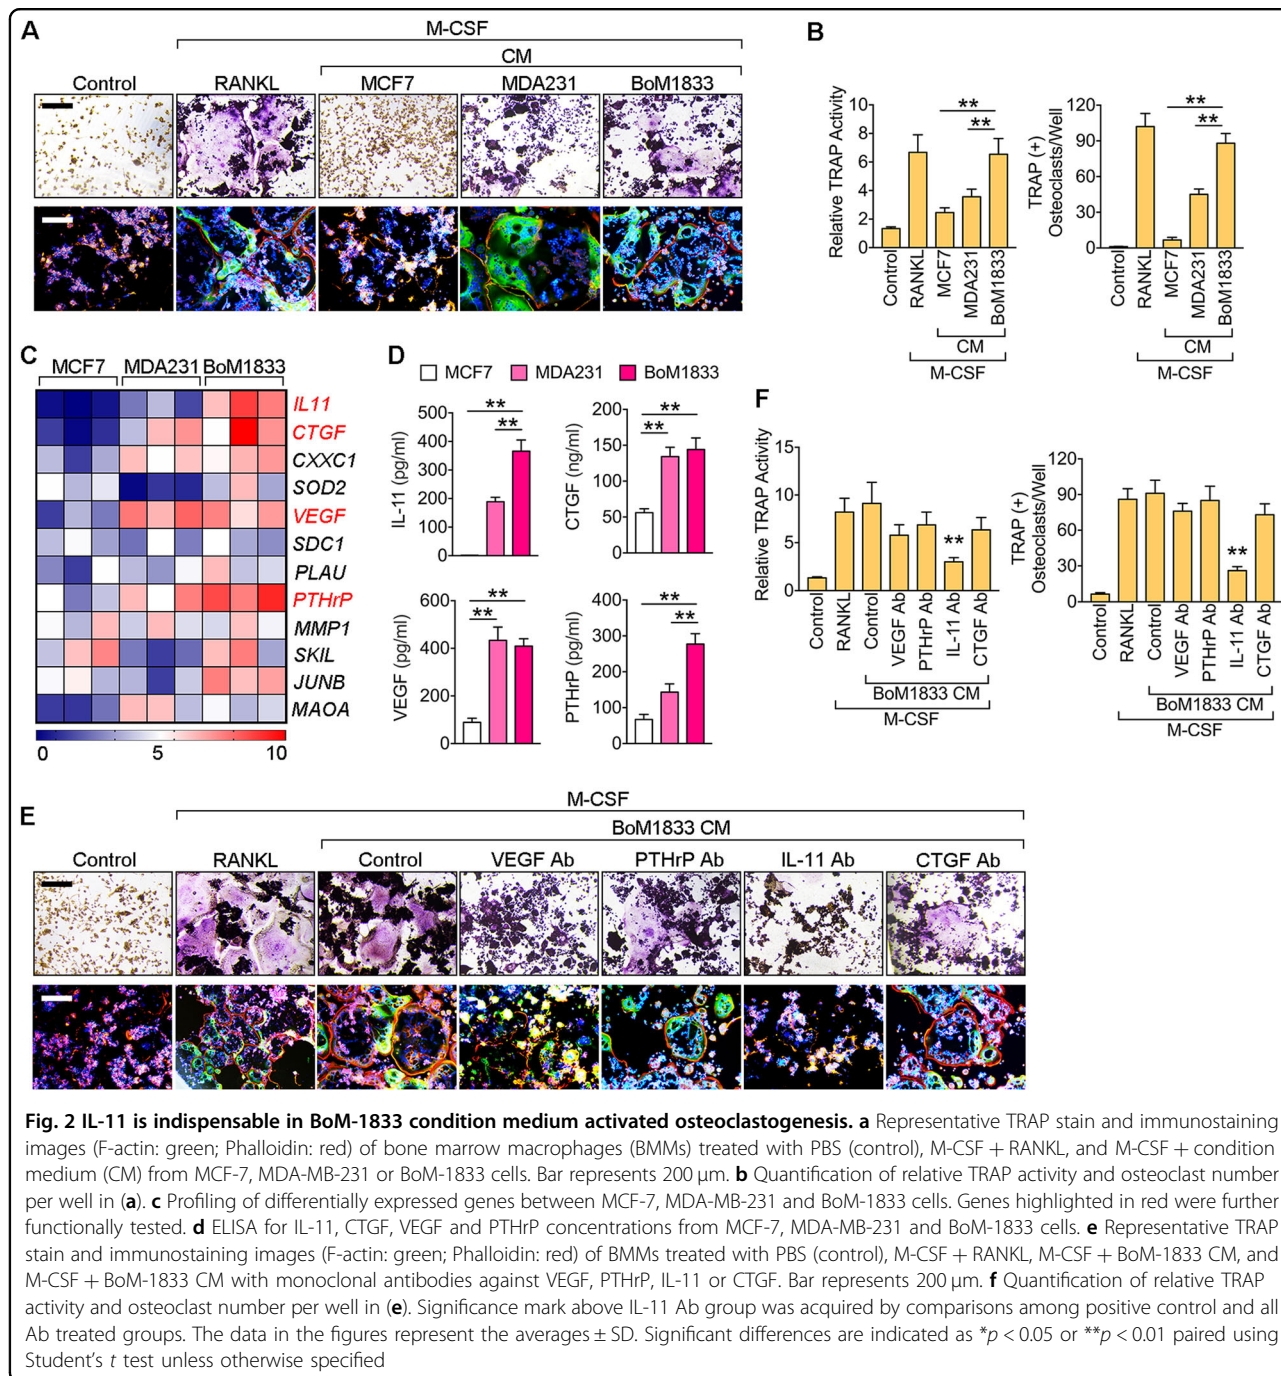 A
M-CSF
CM
Control
RANKL
MCF7
MDA231
BoM1833
B
Relative TRAP Activity
8
6
4
2
0
**
**
Control
RANKL
MCF7
MDA231
BoM1833
CM
M-CSF
TRAP (+)
Osteoclasts/Well
120
90
60
30
0
**
**
Control
RANKL
MCF7
MDA231
BoM1833
CM
M-CSF
C
MCF7 MDA231 BoM1833
IL11
CTGF
CXXC1
SOD2
VEGF
SDC1
PLAU
PTHrP
MMP1
SKIL
JUNB
MAOA
0 5 10
D
MCF7 MDA231 BoM1833
IL-11 (pg/ml)
500
400
300
200
100
0
**
**
CTGF (ng/ml)
200
150
100
50
0
**
**
VEGF (pg/ml)
600
400
200
0
**
**
PTHrP (pg/ml)
400
300
200
100
0
**
**
F
Relative TRAP Activity
15
10
5
0
**
Control
RANKL
Control
VEGF Ab
PTHrP Ab
IL-11 Ab
CTGF Ab
BoM1833 CM
M-CSF
TRAP (+)
Osteoclasts/Well
120
90
60
30
0
**
Control
RANKL
Control
VEGF Ab
PTHrP Ab
IL-11 Ab
CTGF Ab
BoM1833 CM
M-CSF
E
M-CSF
BoM1833 CM
Control
RANKL
Control
VEGF Ab
PTHrP Ab
IL-11 Ab
CTGF Ab
Fig. 2 IL-11 is indispensable in BoM-1833 condition medium activated osteoclastogenesis. a Representative TRAP stain and immunostaining
images (F-actin: green; Phalloidin: red) of bone marrow macrophages (BMMs) treated with PBS (control), M-CSF + RANKL, and M-CSF + condition
medium (CM) from MCF-7, MDA-MB-231 or BoM-1833 cells. Bar represents 200 μm. b Quantification of relative TRAP activity and osteoclast number
per well in (a). c Profiling of differentially expressed genes between MCF-7, MDA-MB-231 and BoM-1833 cells. Genes highlighted in red were further
functionally tested. d ELISA for IL-11, CTGF, VEGF and PTHrP concentrations from MCF-7, MDA-MB-231 and BoM-1833 cells. e Representative TRAP
stain and immunostaining images (F-actin: green; Phalloidin: red) of BMMs treated with PBS (control), M-CSF + RANKL, M-CSF + BoM-1833 CM, and
M-CSF + BoM-1833 CM with monoclonal antibodies against VEGF, PTHrP, IL-11 or CTGF. Bar represents 200 μm. f Quantification of relative TRAP
activity and osteoclast number per well in (e). Significance mark above IL-11 Ab group was acquired by comparisons among positive control and all
Ab treated groups. The data in the figures represent the averages ± SD. Significant differences are indicated as *p < 0.05 or **p < 0.01 paired using
Student's t test unless otherwise specified